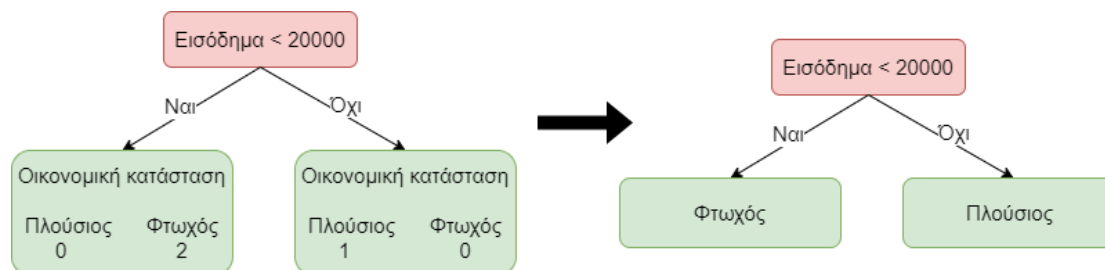 Εισόδημα < 20000
Ναι
Όχι
Οικονομική κατάσταση
Πλούσιος Φτωχός
0 2
Οικονομική κατάσταση
Πλούσιος Φτωχός
1 0
Εισόδημα < 20000
Ναι
Όχι
Φτωχός
Πλούσιος